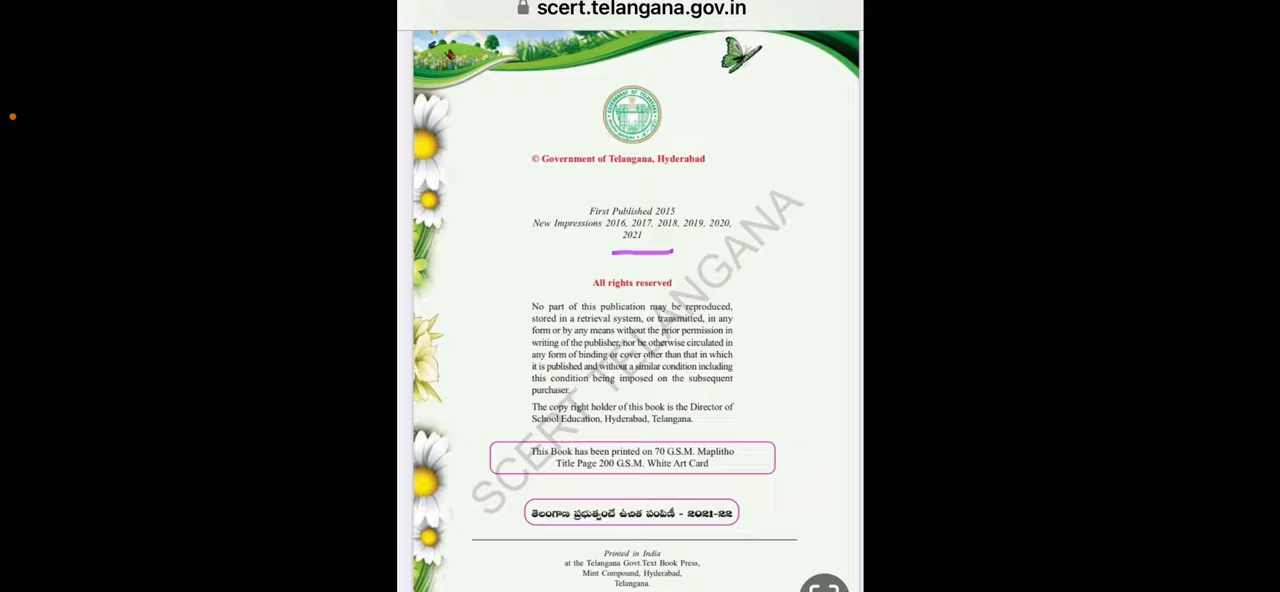 scert.telangana.gov.in
GOVERNMENT OF TELANGANA
© Government of Telangana, Hyderabad
First Published 2015
New Impressions 2016, 2017, 2018, 2019, 2020,
2021
All rights reserved
No part of this publication may be reproduced,
stored in a retrieval system, or transmitted, in any
form or by any means without the prior permission in
writing of the publisher, nor be otherwise circulated in
any form of binding or cover other than that in which
it is published and without a similar condition including
this condition being imposed on the subsequent
purchaser.
The copy right holder of this book is the Director of
School Education, Hyderabad, Telangana.
This Book has been printed on 70 G.S.M. Maplitho
Title Page 200 G.S.M. White Art Card
తెలంగాణ ప్రభుత్వంచే ఉచిత పంపిణీ - 2021-22
Printed in India
at the Telangana Govt.Text Book Press,
Mint Compound, Hyderabad,
Telangana.
SCERT TELANGANA